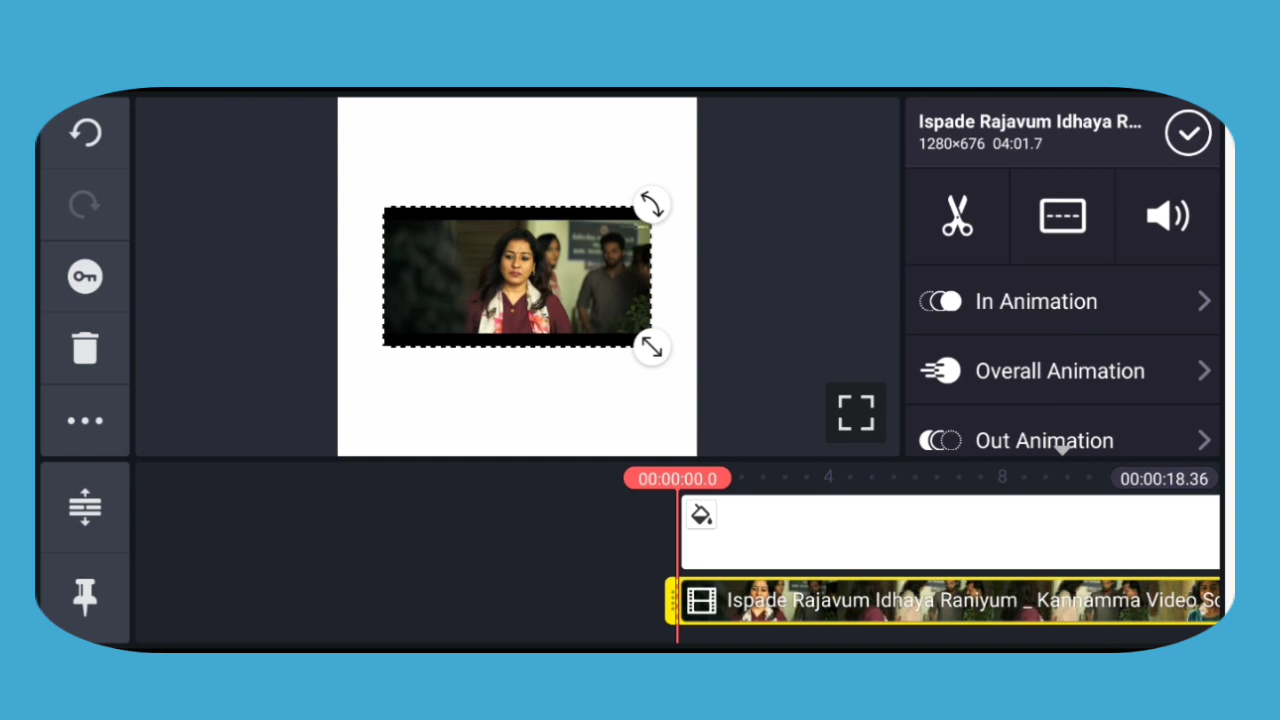 Ispade Rajavum Idhaya R...
1280×676 04:01.7
In Animation
Overall Animation
Out Animation
00:00:00.0
4
8
00:00:18.36
Ispade Rajavum Idhaya Raniyum _ Kannamma Video So